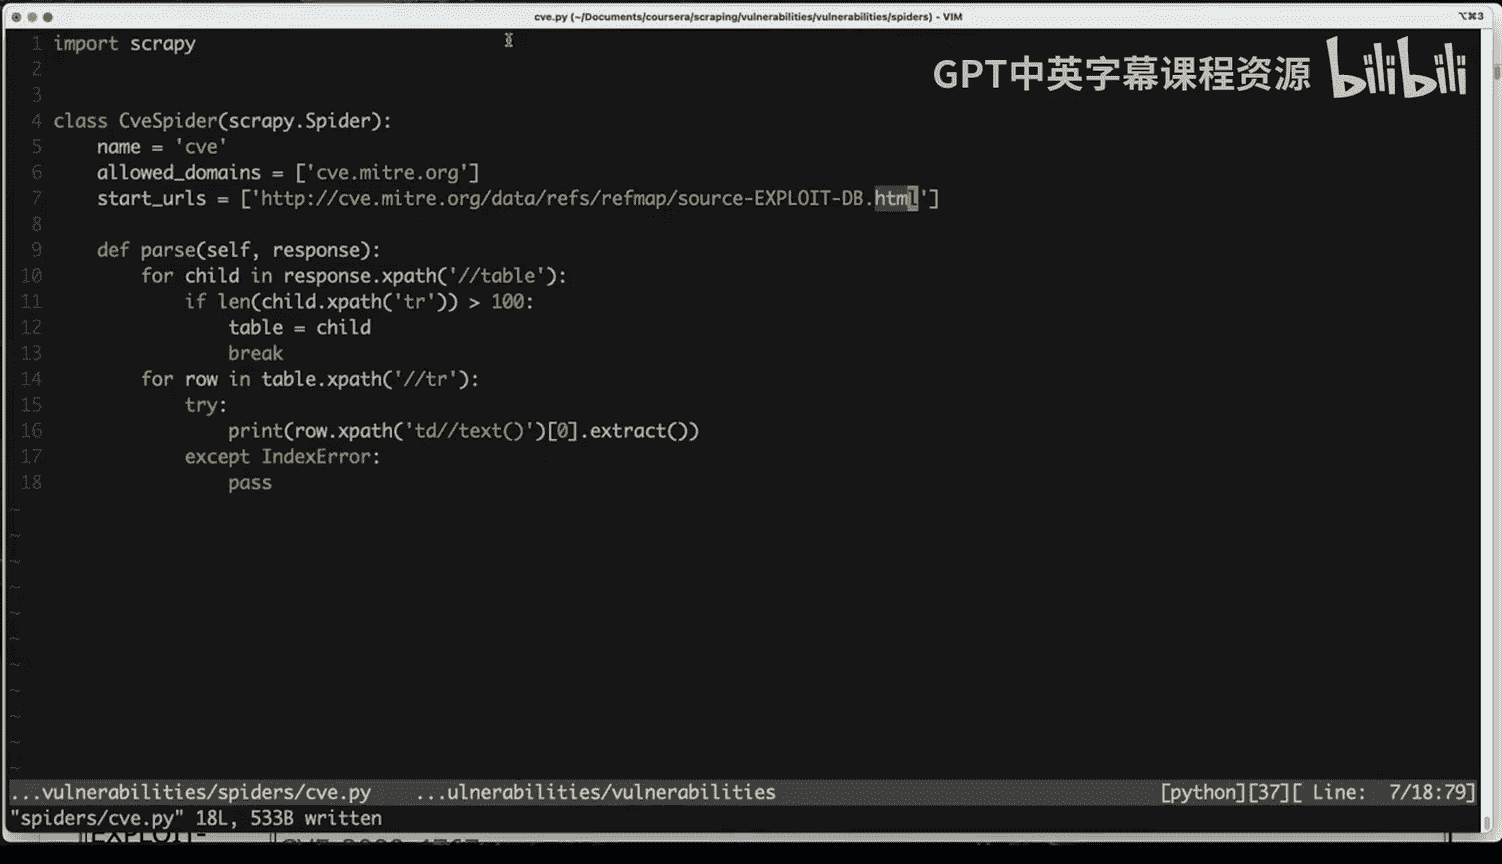 cve.py (~/Documents/coursera/scraping/vulnerabilities/vulnerabilities/spiders) - VIM
⌥⌘3
GPT中英字幕课程资源 bilibili
1 import scrapy
2
3
4 class CveSpider(scrapy.Spider):
5     name = 'cve'
6     allowed_domains = ['cve.mitre.org']
7     start_urls = ['http://cve.mitre.org/data/refs/refmap/source-EXPLOIT-DB.html']
8
9     def parse(self, response):
10         for child in response.xpath('//table'):
11             if len(child.xpath('tr')) > 100:
12                 table = child
13                 break
14         for row in table.xpath('//tr'):
15             try:
16                 print(row.xpath('td//text()')[0].extract())
17             except IndexError:
18                 pass
~
~
~
~
~
~
~
~
~
~
~
...vulnerabilities/spiders/cve.py ...ulnerabilities/vulnerabilities [python][37][ Line: 7/18:79]
"spiders/cve.py" 18L, 533B written
EXPLOIT-